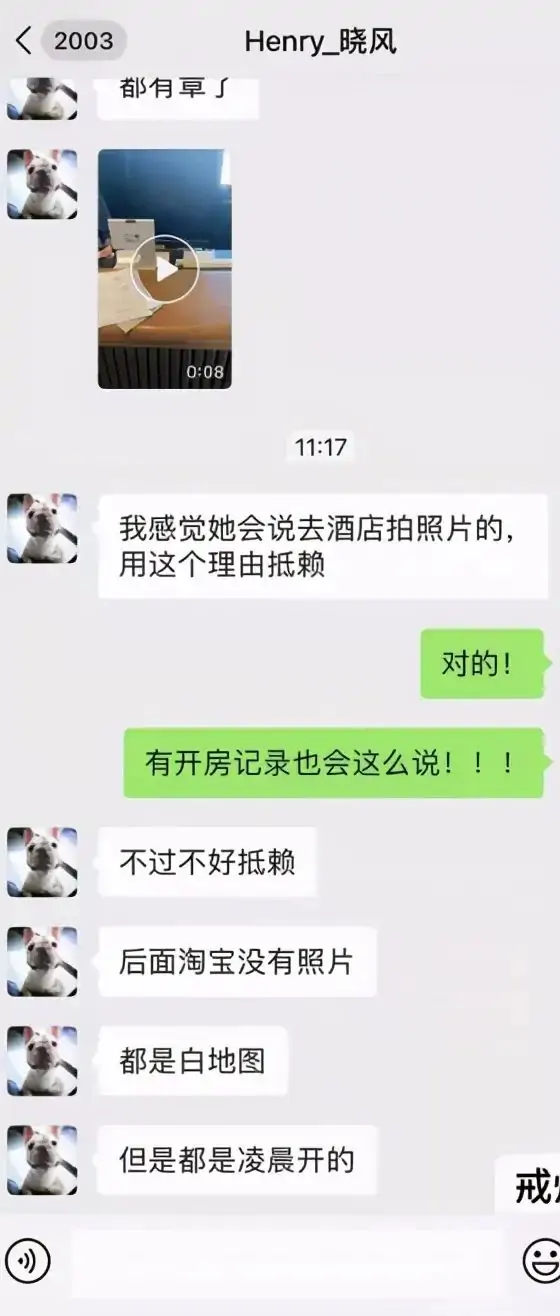 2003
Henry_晓风
都有章了
0:08
11:17
我感觉她会说去酒店拍照片的，
用这个理由抵赖
对的！
有开房记录也会这么说！！！
不过不好抵赖
后面淘宝没有照片
都是白地图
但是都是凌晨开的
戒